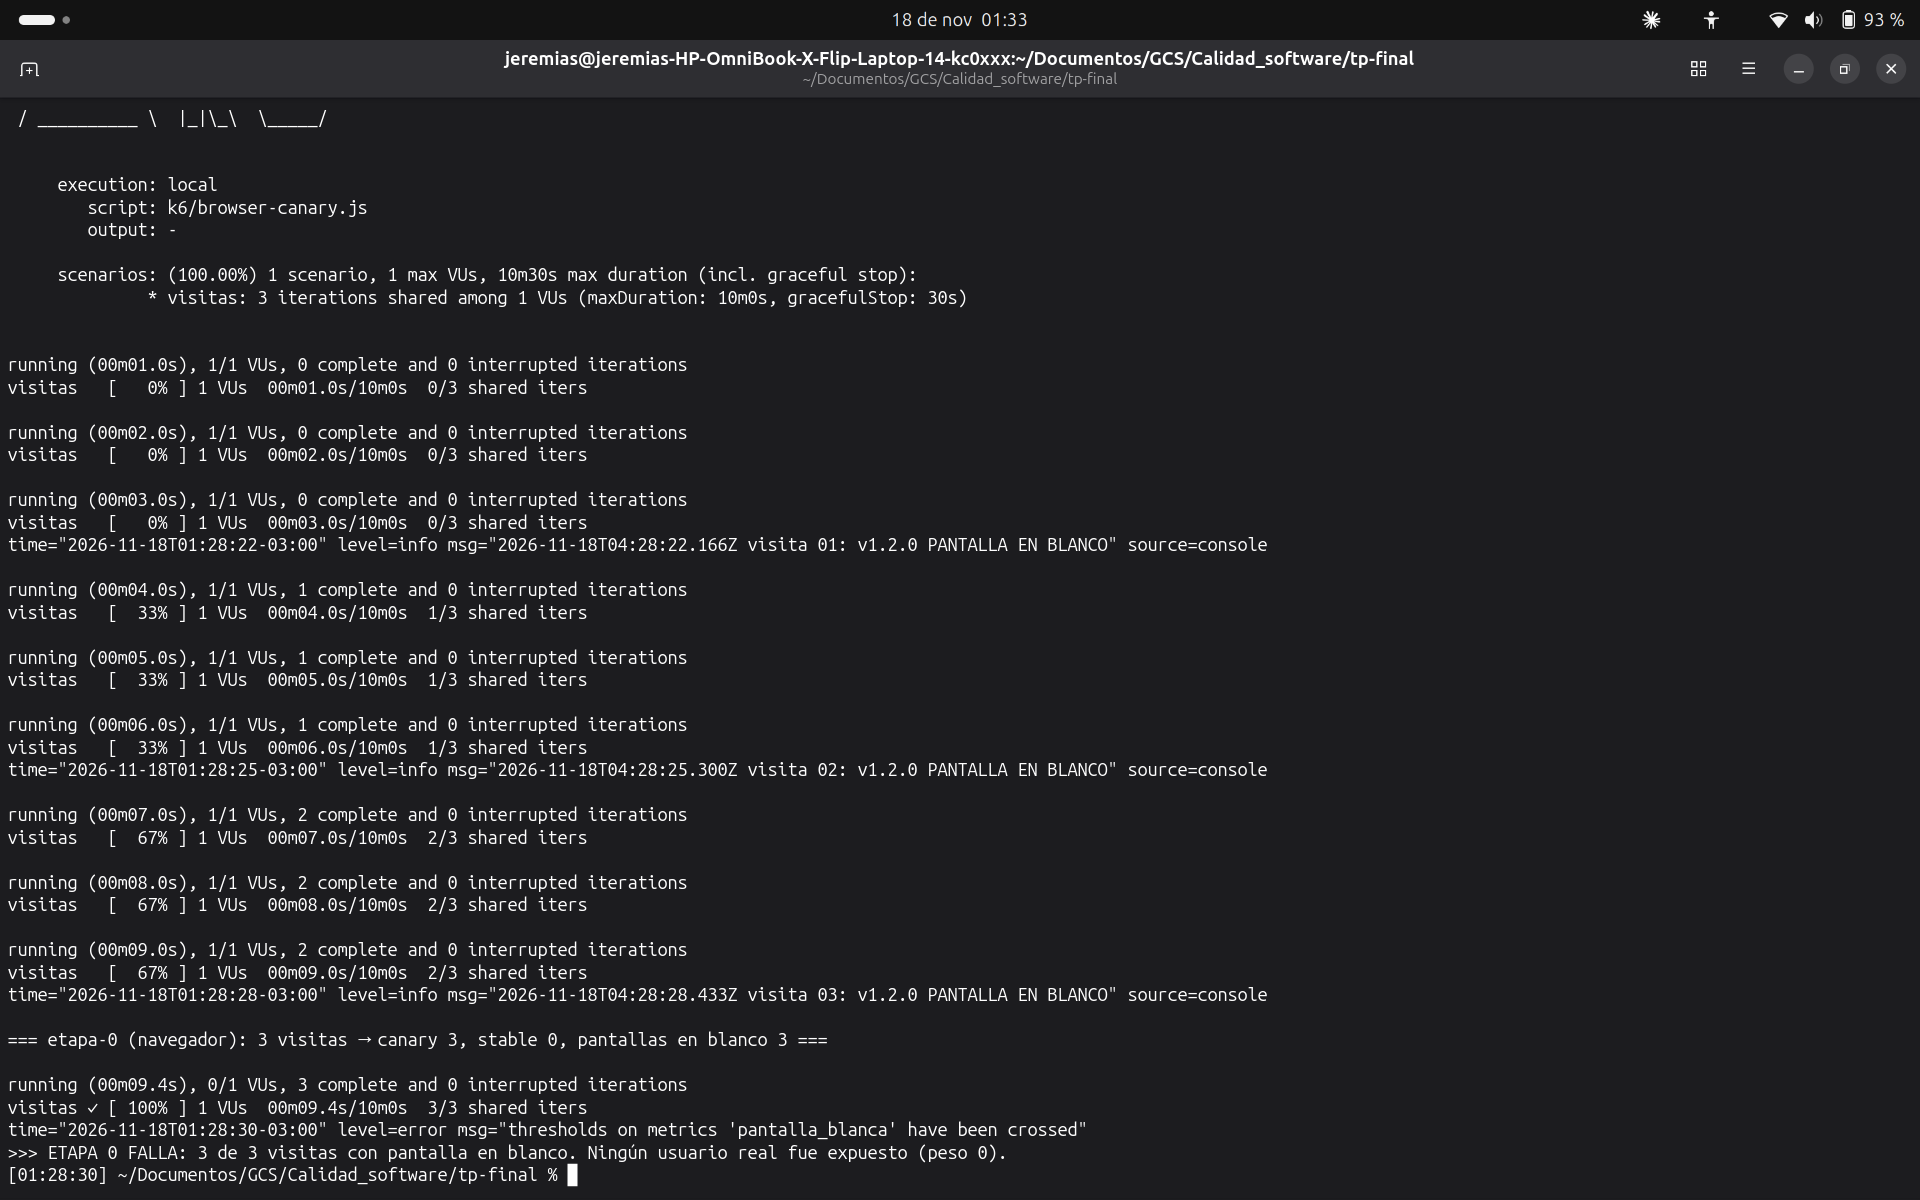 18 de nov 01:33
93 %
jeremias@jeremias-HP-OmniBook-X-Flip-Laptop-14-kc0xxx:~/Documentos/GCS/Calidad_software/tp-final
~/Documentos/GCS/Calidad_software/tp-final
/ __________ \  |_|\_\  \_____/
execution: local
script: k6/browser-canary.js
output: -
scenarios: (100.00%) 1 scenario, 1 max VUs, 10m30s max duration (incl. graceful stop):
* visitas: 3 iterations shared among 1 VUs (maxDuration: 10m0s, gracefulStop: 30s)
running (00m01.0s), 1/1 VUs, 0 complete and 0 interrupted iterations
visitas   [   0% ] 1 VUs  00m01.0s/10m0s  0/3 shared iters
running (00m02.0s), 1/1 VUs, 0 complete and 0 interrupted iterations
visitas   [   0% ] 1 VUs  00m02.0s/10m0s  0/3 shared iters
running (00m03.0s), 1/1 VUs, 0 complete and 0 interrupted iterations
visitas   [   0% ] 1 VUs  00m03.0s/10m0s  0/3 shared iters
time="2026-11-18T01:28:22-03:00" level=info msg="2026-11-18T04:28:22.166Z visita 01: v1.2.0 PANTALLA EN BLANCO" source=console
running (00m04.0s), 1/1 VUs, 1 complete and 0 interrupted iterations
visitas   [  33% ] 1 VUs  00m04.0s/10m0s  1/3 shared iters
running (00m05.0s), 1/1 VUs, 1 complete and 0 interrupted iterations
visitas   [  33% ] 1 VUs  00m05.0s/10m0s  1/3 shared iters
running (00m06.0s), 1/1 VUs, 1 complete and 0 interrupted iterations
visitas   [  33% ] 1 VUs  00m06.0s/10m0s  1/3 shared iters
time="2026-11-18T01:28:25-03:00" level=info msg="2026-11-18T04:28:25.300Z visita 02: v1.2.0 PANTALLA EN BLANCO" source=console
running (00m07.0s), 1/1 VUs, 2 complete and 0 interrupted iterations
visitas   [  67% ] 1 VUs  00m07.0s/10m0s  2/3 shared iters
running (00m08.0s), 1/1 VUs, 2 complete and 0 interrupted iterations
visitas   [  67% ] 1 VUs  00m08.0s/10m0s  2/3 shared iters
running (00m09.0s), 1/1 VUs, 2 complete and 0 interrupted iterations
visitas   [  67% ] 1 VUs  00m09.0s/10m0s  2/3 shared iters
time="2026-11-18T01:28:28-03:00" level=info msg="2026-11-18T04:28:28.433Z visita 03: v1.2.0 PANTALLA EN BLANCO" source=console
=== etapa-0 (navegador): 3 visitas → canary 3, stable 0, pantallas en blanco 3 ===
running (00m09.4s), 0/1 VUs, 3 complete and 0 interrupted iterations
visitas ✓ [ 100% ] 1 VUs  00m09.4s/10m0s  3/3 shared iters
time="2026-11-18T01:28:30-03:00" level=error msg="thresholds on metrics 'pantalla_blanca' have been crossed"
>>> ETAPA 0 FALLA: 3 de 3 visitas con pantalla en blanco. Ningún usuario real fue expuesto (peso 0).
[01:28:30] ~/Documentos/GCS/Calidad_software/tp-final %